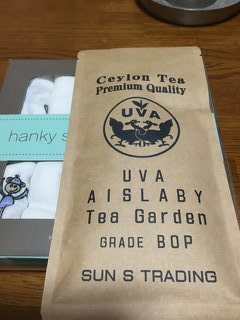 Ceylon Tea
Premium Quality
UVA
UVA
AISLABY
Tea Garden
GRADE BOP
SUN S TRADING
hanky s